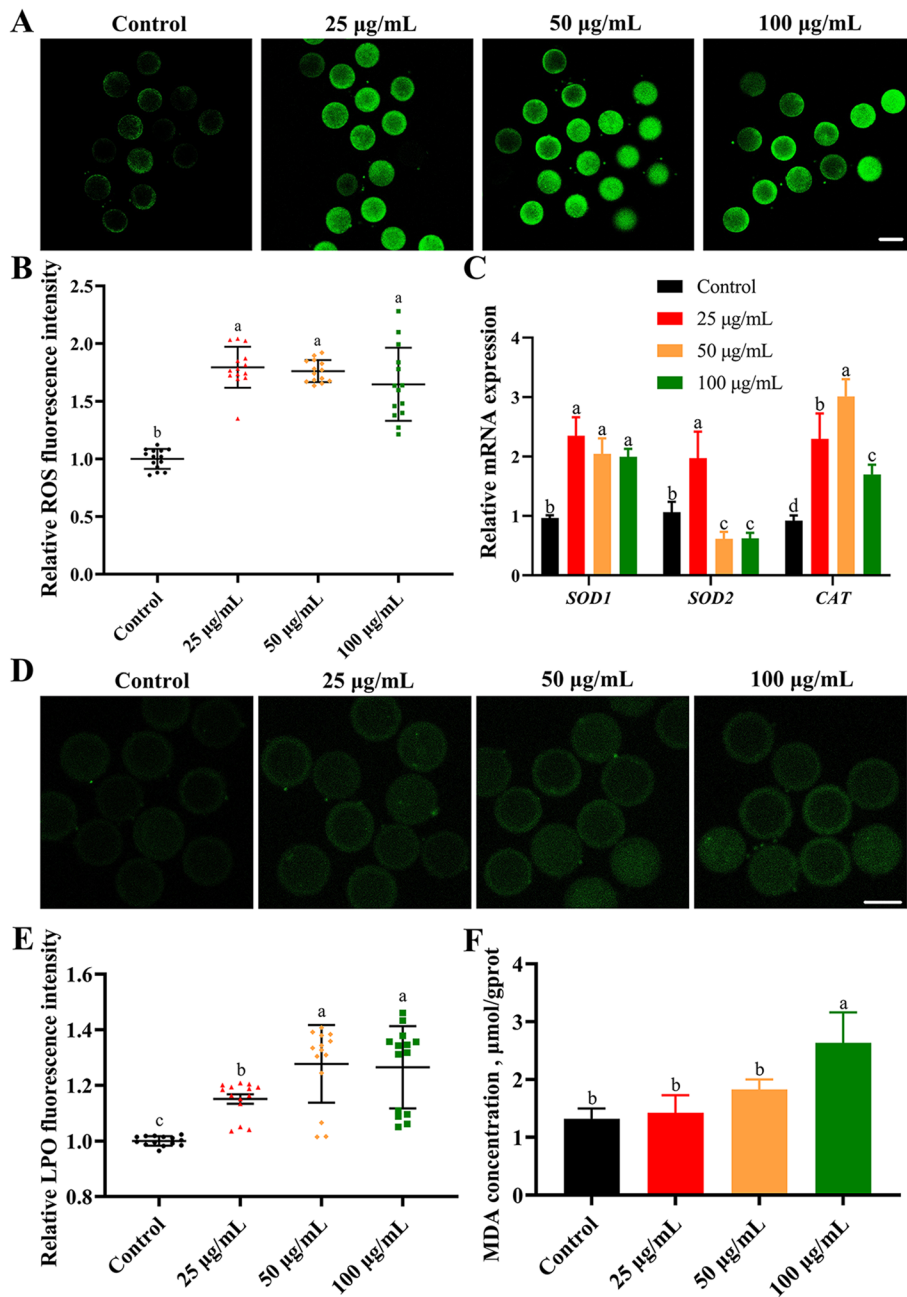 A
Control
25 μg/mL
50 μg/mL
100 μg/mL
B
Relative ROS fluorescence intensity
2.5
2.0
1.5
1.0
0.5
0.0
b
a
a
a
Control
25 μg/mL
50 μg/mL
100 μg/mL
C
Control
25 μg/mL
50 μg/mL
100 μg/mL
Relative mRNA expression
4
3
2
1
0
b
a
a
a
b
a
c
c
d
b
a
c
SOD1
SOD2
CAT
D
Control
25 μg/mL
50 μg/mL
100 μg/mL
E
Relative LPO fluorescence intensity
1.6
1.4
1.2
1.0
0.8
c
b
a
a
Control
25 μg/mL
50 μg/mL
100 μg/mL
F
MDA concentration , μmol/gprot
4
3
2
1
0
b
b
b
a
Control
25 μg/mL
50 μg/mL
100 μg/mL